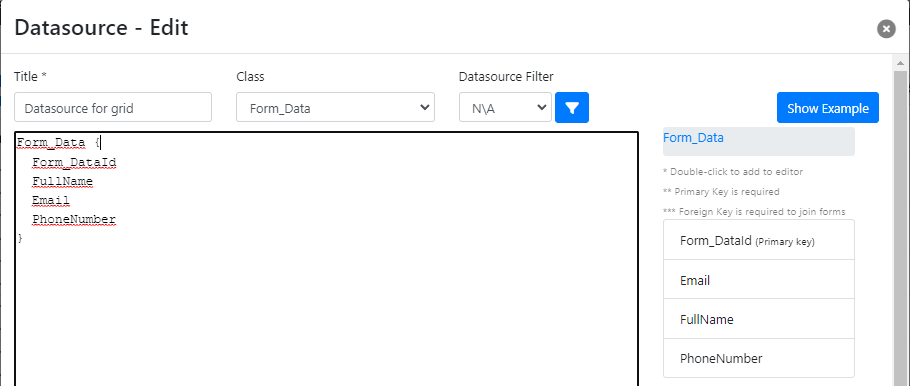 Datasource - Edit
Title *
Class
Datasource Filter
Datasource for grid
Form_Data
N\A
Show Example
Form_Data {
Form_DataId
FullName
Email
PhoneNumber
}
Form_Data
* Double-click to add to editor
** Primary Key is required
*** Foreign Key is required to join forms
Form_DataId (Primary key)
Email
FullName
PhoneNumber